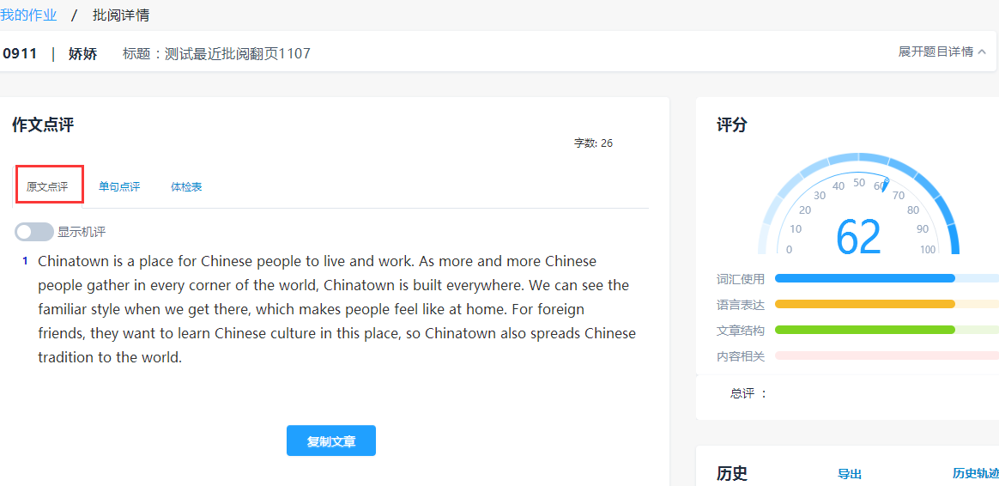 我的作业 / 批阅详情
0911 | 娇娇 标题：测试最近批阅翻页1107 展开题目详情
作文点评
字数: 26
原文点评 单句点评 体检表
显示机评
1 Chinatown is a place for Chinese people to live and work. As more and more Chinese
people gather in every corner of the world, Chinatown is built everywhere. We can see the
familiar style when we get there, which makes people feel like at home. For foreign
friends, they want to learn Chinese culture in this place, so Chinatown also spreads Chinese
tradition to the world.
复制文章
评分
0 10 20 30 40 50 60 70 80 90 100
62
词汇使用
语言表达
文章结构
内容相关
总评 ：
历史 导出 历史轨迹